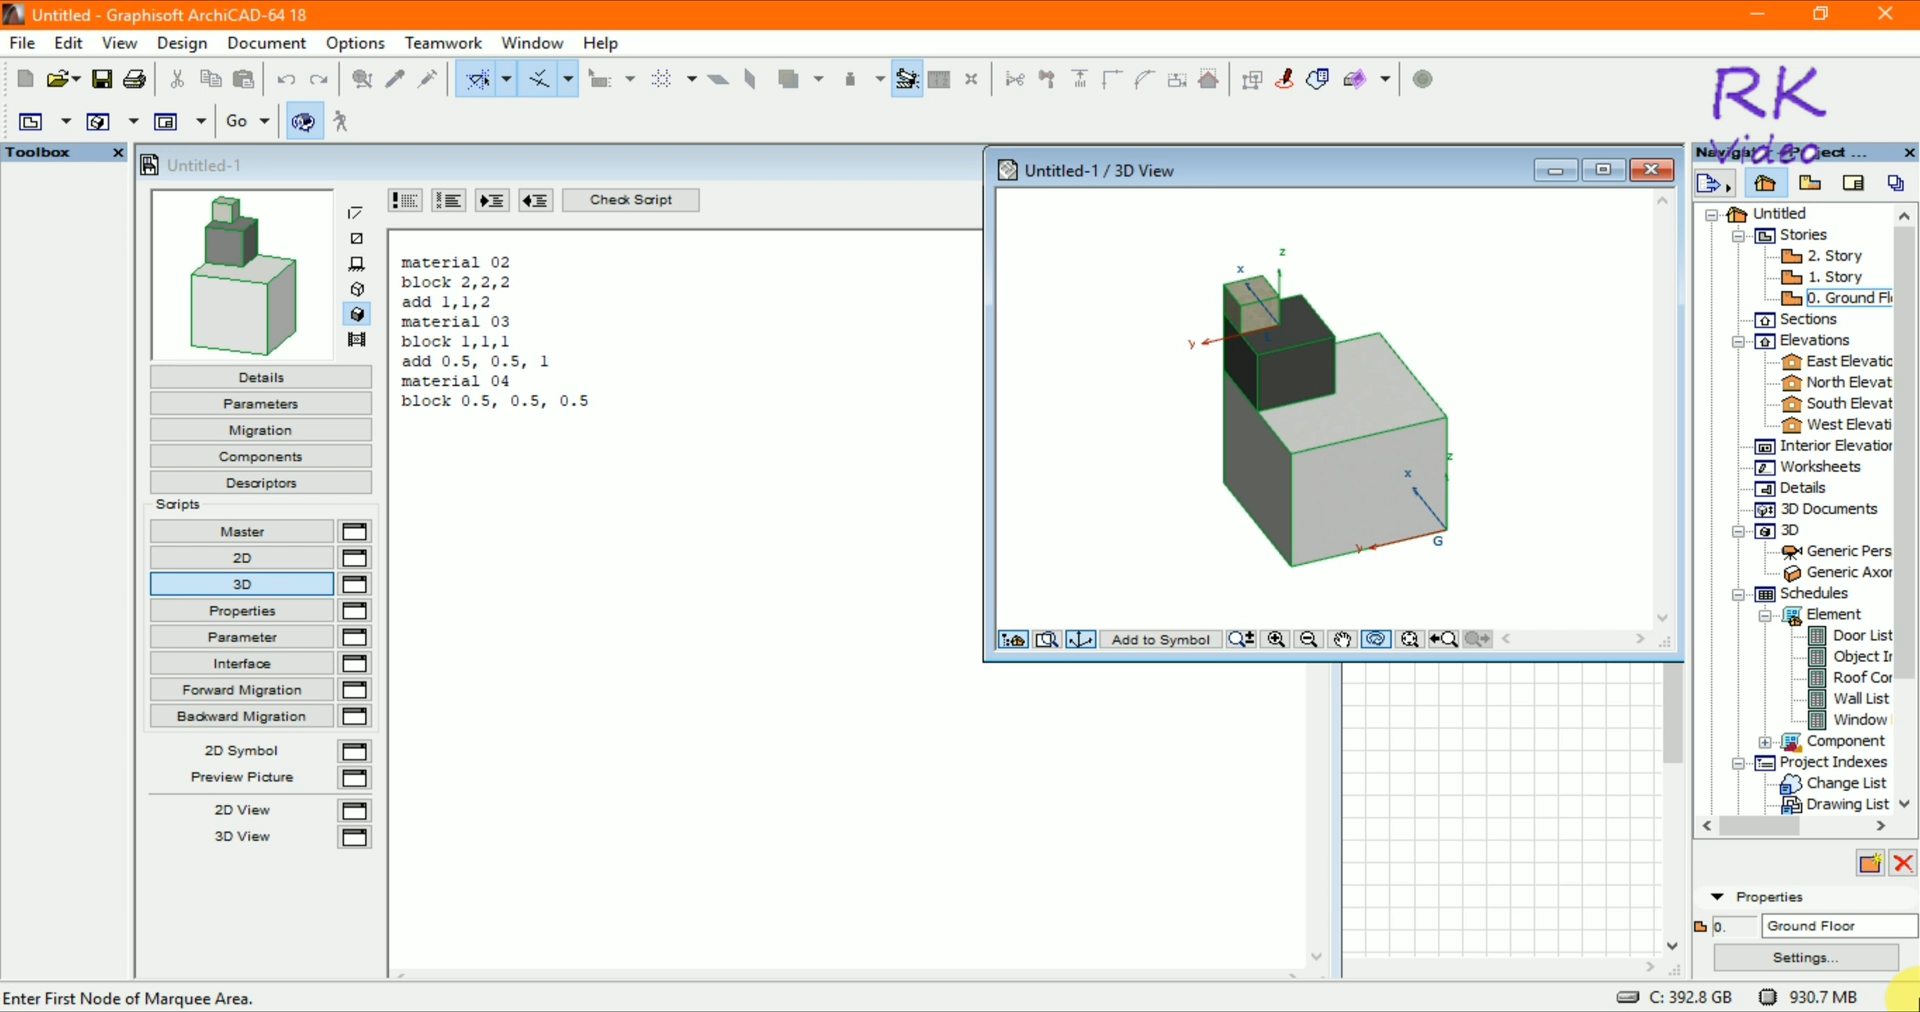 Untitled - Graphisoft ArchiCAD-64 18
File Edit View Design Document Options Teamwork Window Help
RK
Video
Go
Toolbox
Untitled-1
Check Script
material 02
block 2,2,2
add 1,1,2
material 03
block 1,1,1
add 0.5, 0.5, 1
material 04
block 0.5, 0.5, 0.5
Details
Parameters
Migration
Components
Descriptors
Scripts
Master
2D
3D
Properties
Parameter
Interface
Forward Migration
Backward Migration
2D Symbol
Preview Picture
2D View
3D View
Untitled-1 / 3D View
z
x
y
z
x
y
G
Add to Symbol
Untitled
Stories
2. Story
1. Story
0. Ground Fl
Sections
Elevations
East Elevatio
North Elevat
South Elevat
West Elevati
Interior Elevation
Worksheets
Details
3D Documents
3D
Generic Pers
Generic Axor
Schedules
Element
Door List
Object Ir
Roof Cor
Wall List
Window
Component
Project Indexes
Change List
Drawing List
Properties
0. Ground Floor
Settings...
Enter First Node of Marquee Area.
C: 392.8 GB 930.7 MB